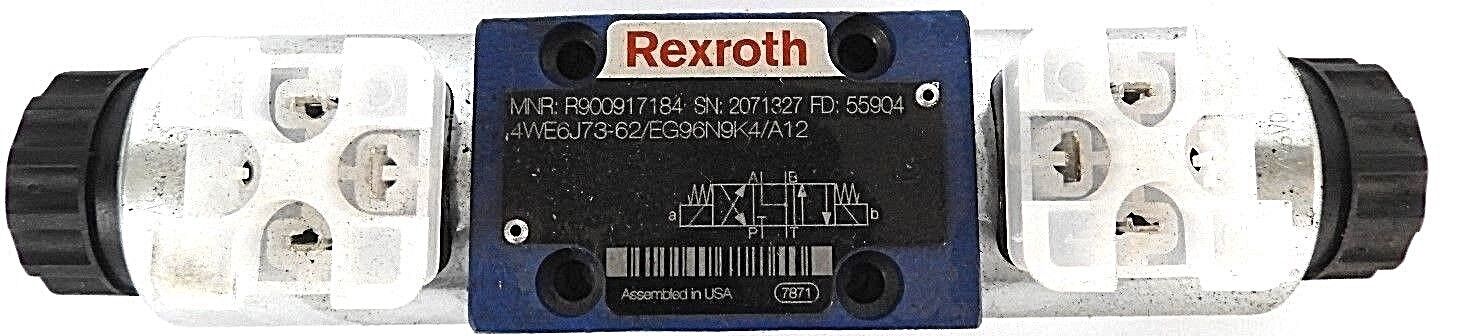 Rexroth
MNR: R900917184 SN: 2071327 FD: 55904
4WE6J73-62/EG96N9K4/A12
A B
a b
P T
Assembled in USA 7871